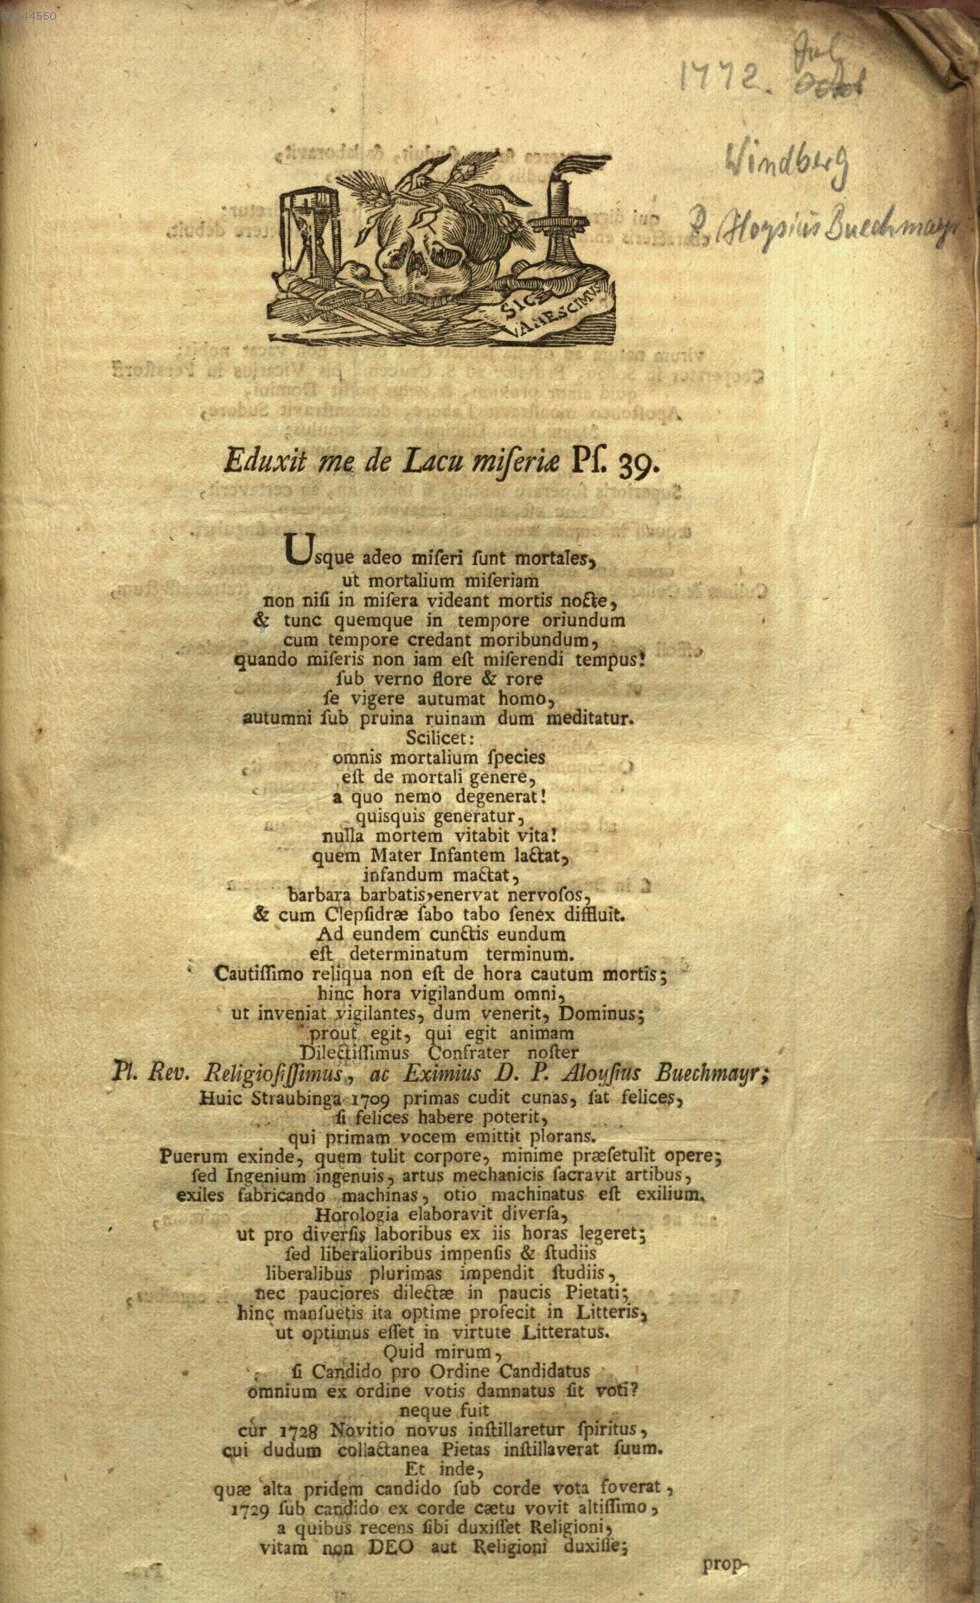 1772. Jul
Windberg
P. Aloysius Buechmayr
SIC
VANESCIMUS
Eduxit me de Lacu miſeriæ Pſ. 39.
Usque adeo miſeri ſunt mortales,
ut mortalium miſeriam
non niſi in miſera videant mortis nocte,
& tunc quemque in tempore oriundum
cum tempore credant moribundum,
quando miſeris non iam eſt miſerendi tempus!
ſub verno flore & rore
ſe vigere autumat homo,
autumni ſub pruina ruinam dum meditatur.
Scilicet:
omnis mortalium ſpecies
eſt de mortali genere,
a quo nemo degenerat!
quisquis generatur,
nulla mortem vitabit vita!
quem Mater Infantem lactat,
infandum mactat,
barbara barbatis, enervat nervoſos,
& cum Clepſidræ ſabo tabo ſenex diffluit.
Ad eundem cunctis eundum
eſt determinatum terminum.
Cautiſſimo reliqua non eſt de hora cautum mortis;
hinc hora vigilandum omni,
ut inveniat vigilantes, dum venerit, Dominus;
prout egit, qui egit animam
Dilectiſſimus Confrater noſter
Pl. Rev. Religioſiſſimus, ac Eximius D. P. Aloyſius Buechmayr;
Huic Straubinga 1709 primas cudit cunas, ſat felices,
ſi felices habere poterit,
qui primam vocem emittit plorans.
Puerum exinde, quem tulit corpore, minime præſetulit opere;
ſed Ingenium ingenuis, artus mechanicis ſacravit artibus,
exiles fabricando machinas, otio machinatus eſt exilium.
Horologia elaboravit diverſa,
ut pro diverſis laboribus ex iis horas legeret;
ſed liberalioribus impenſis & ſtudiis
liberalibus plurimas impendit ſtudiis,
nec pauciores dilectæ in paucis Pietati;
hinc manſuetis ita optime profecit in Litteris,
ut optimus eſſet in virtute Litteratus.
Quid mirum,
ſi Candido pro Ordine Candidatus
omnium ex ordine votis damnatus ſit voti?
neque fuit
cur 1728 Novitio novus inſtillaretur ſpiritus,
cui dudum collactanea Pietas inſtillaverat ſuum.
Et inde,
quæ alta pridem candido ſub corde vota foverat,
1729 ſub candido ex corde cætu vovit altiſſimo,
a quibus recens ſibi duxiſſet Religioni,
vitam non DEO aut Religioni duxiſſe;
prop-